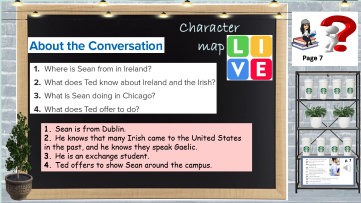 Character
map
LIVE
Page 7
About the Conversation
1. Where is Sean from in Ireland?
2. What does Ted know about Ireland and the Irish?
3. What is Sean doing in Chicago?
4. What does Ted offer to do?
1. Sean is from Dublin.
2. He knows that many Irish came to the United States
in the past, and he knows they speak Gaelic.
3. He is an exchange student.
4. Ted offers to show Sean around the campus.